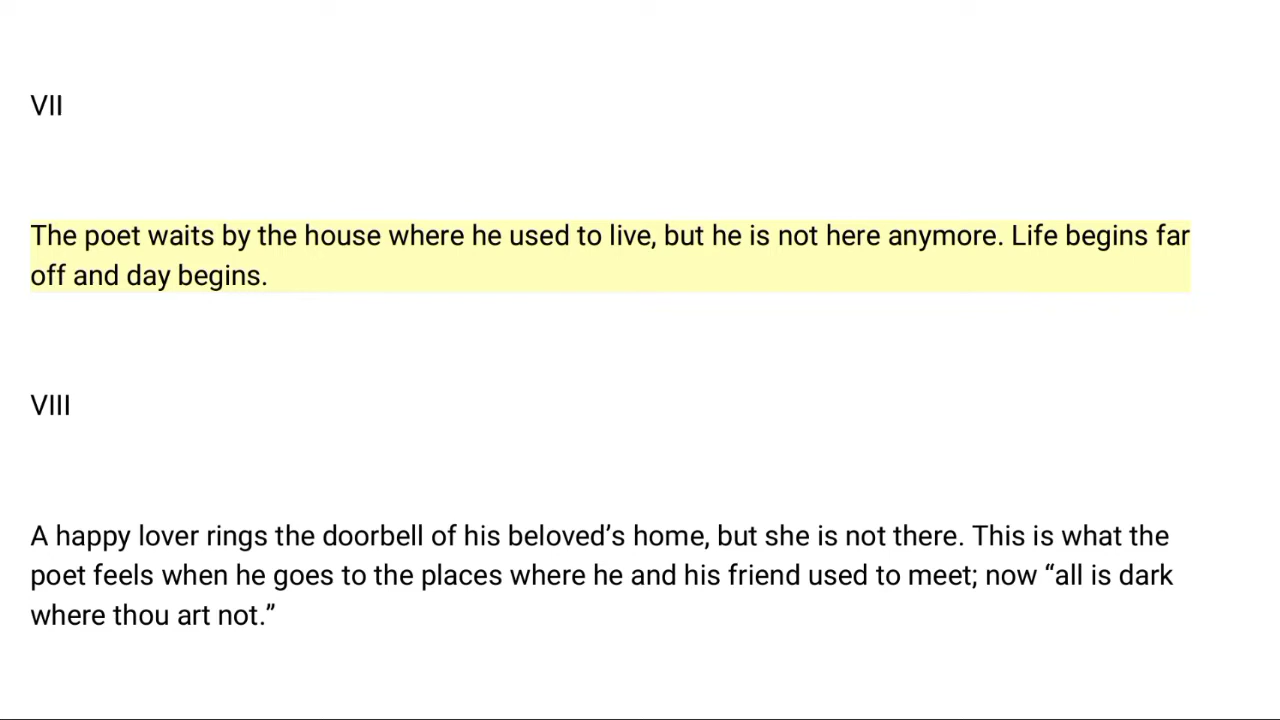 VII
The poet waits by the house where he used to live, but he is not here anymore. Life begins far
off and day begins.
VIII
A happy lover rings the doorbell of his beloved’s home, but she is not there. This is what the
poet feels when he goes to the places where he and his friend used to meet; now “all is dark
where thou art not.”